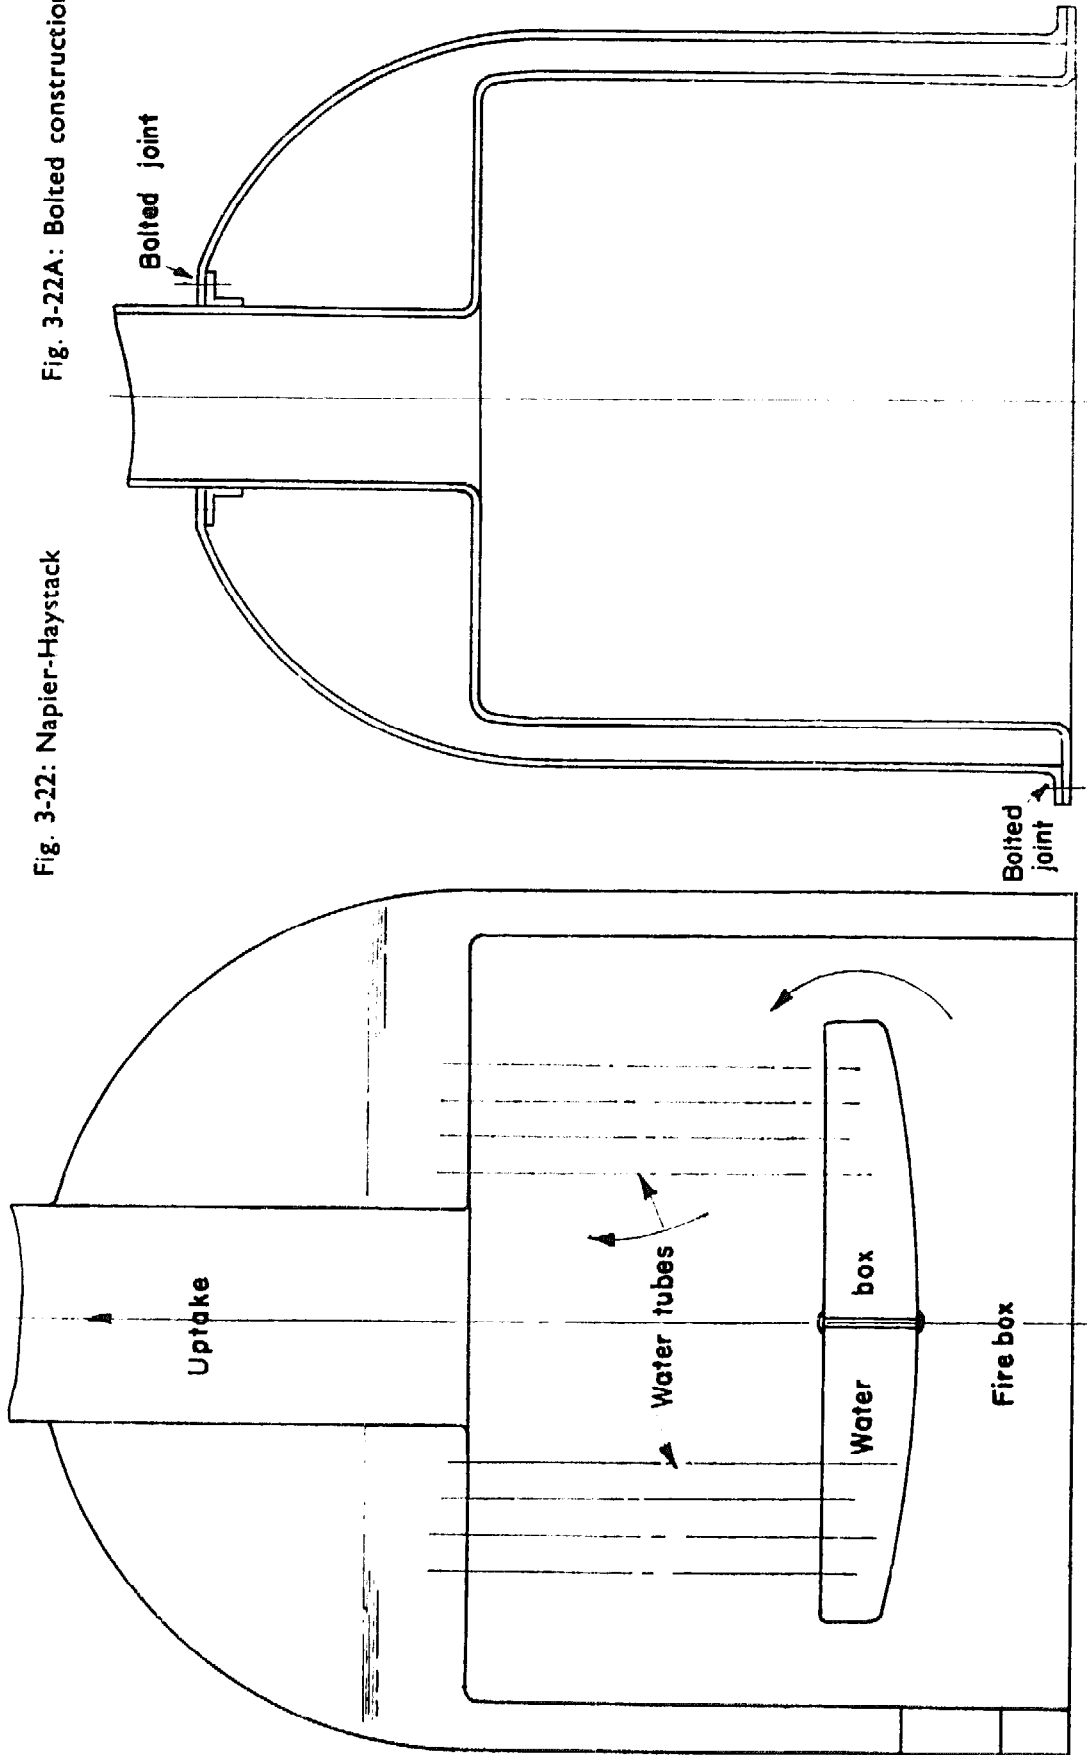 Fig. 3-22: Napier-Haystack
Uptake
Water tubes
Water box
Fire box
Fig. 3-22A: Bolted construction
Bolted joint
Bolted
joint